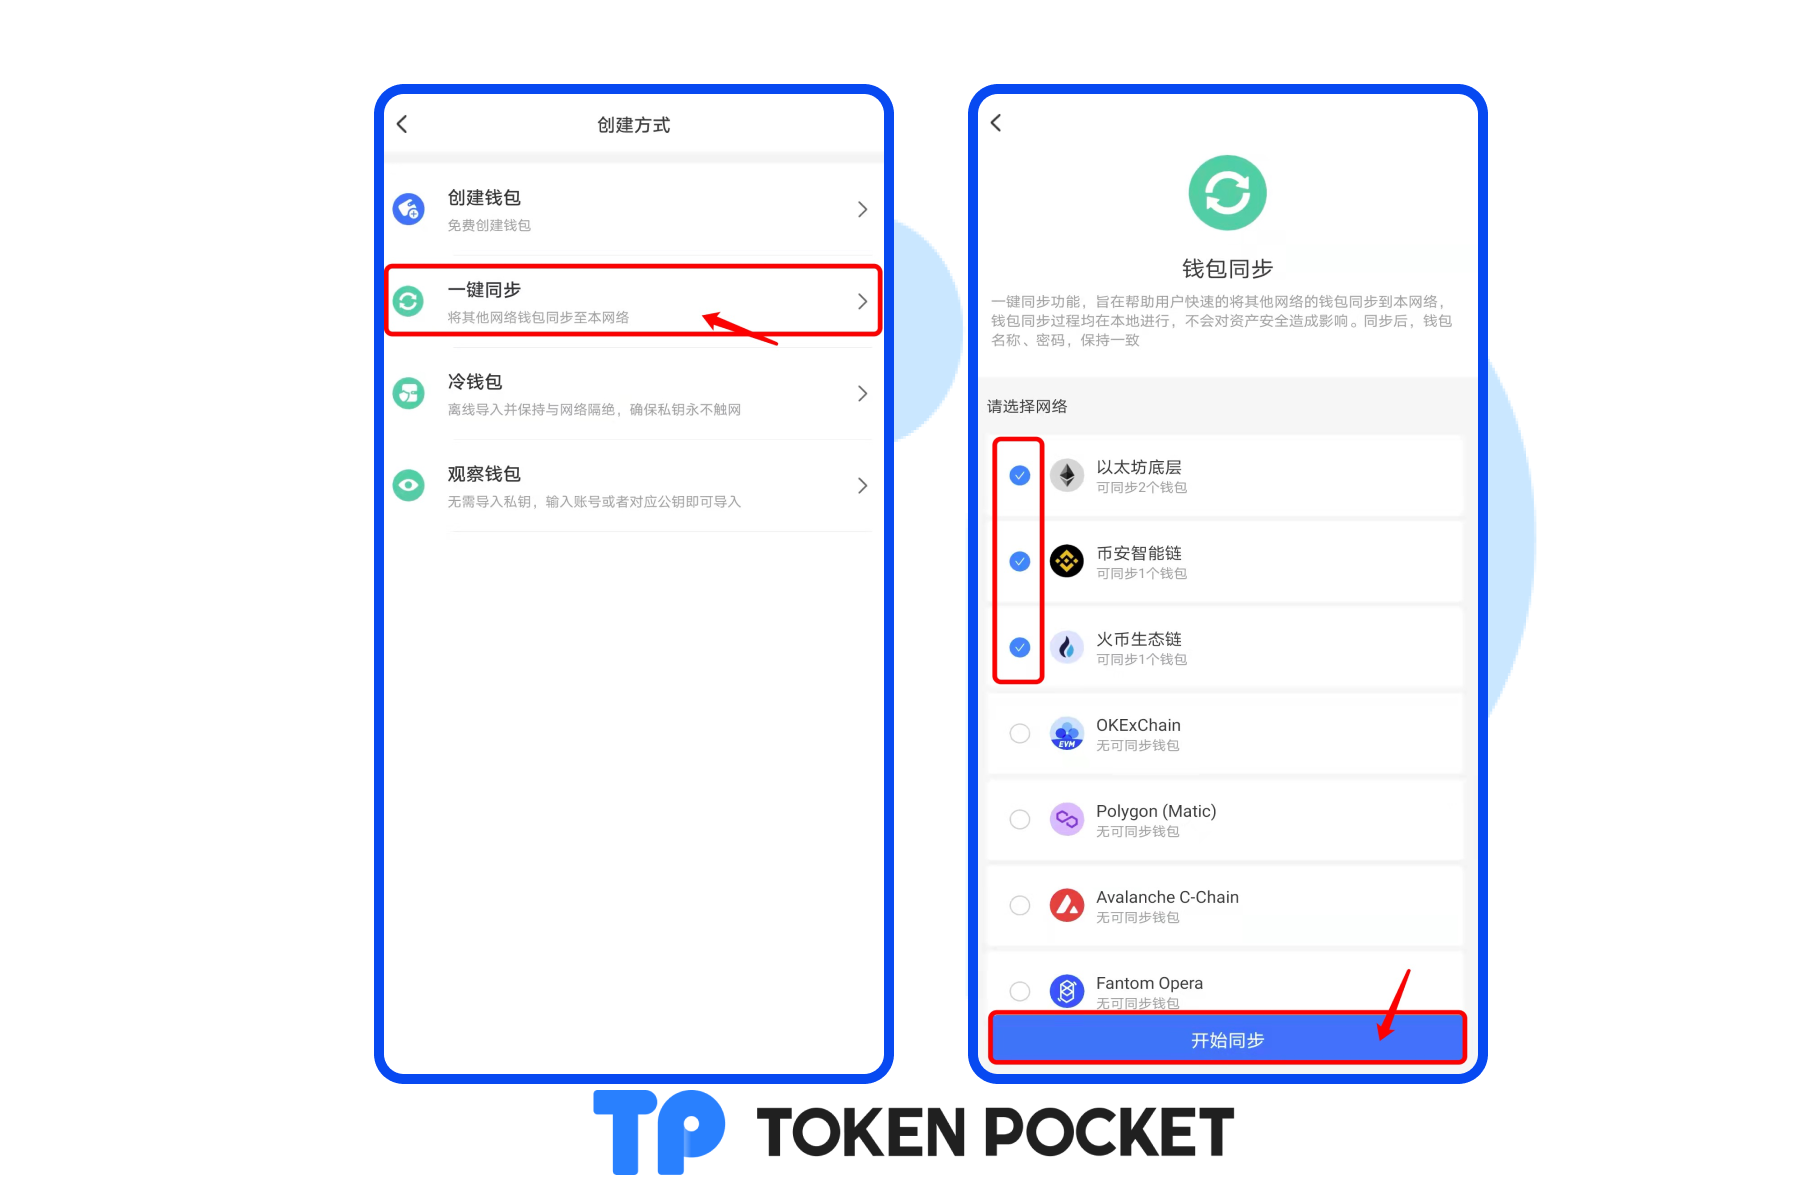 创建方式
创建钱包
免费创建钱包
一键同步
将其他网络钱包同步至本网络
冷钱包
离线导入并保持与网络隔绝，确保私钥永不触网
观察钱包
无需导入私钥，输入账号或者对应公钥即可导入
钱包同步
一键同步功能，旨在帮助用户快速的将其他网络的钱包同步到本网络，
钱包同步过程均在本地进行，不会对资产安全造成影响。同步后，钱包
名称、密码，保持一致
请选择网络
以太坊底层
可同步2个钱包
币安智能链
可同步1个钱包
火币生态链
可同步1个钱包
OKExChain
EVM
无可同步钱包
Polygon (Matic)
无可同步钱包
Avalanche C-Chain
无可同步钱包
Fantom Opera
无可同步钱包
开始同步
TP TOKEN POCKET